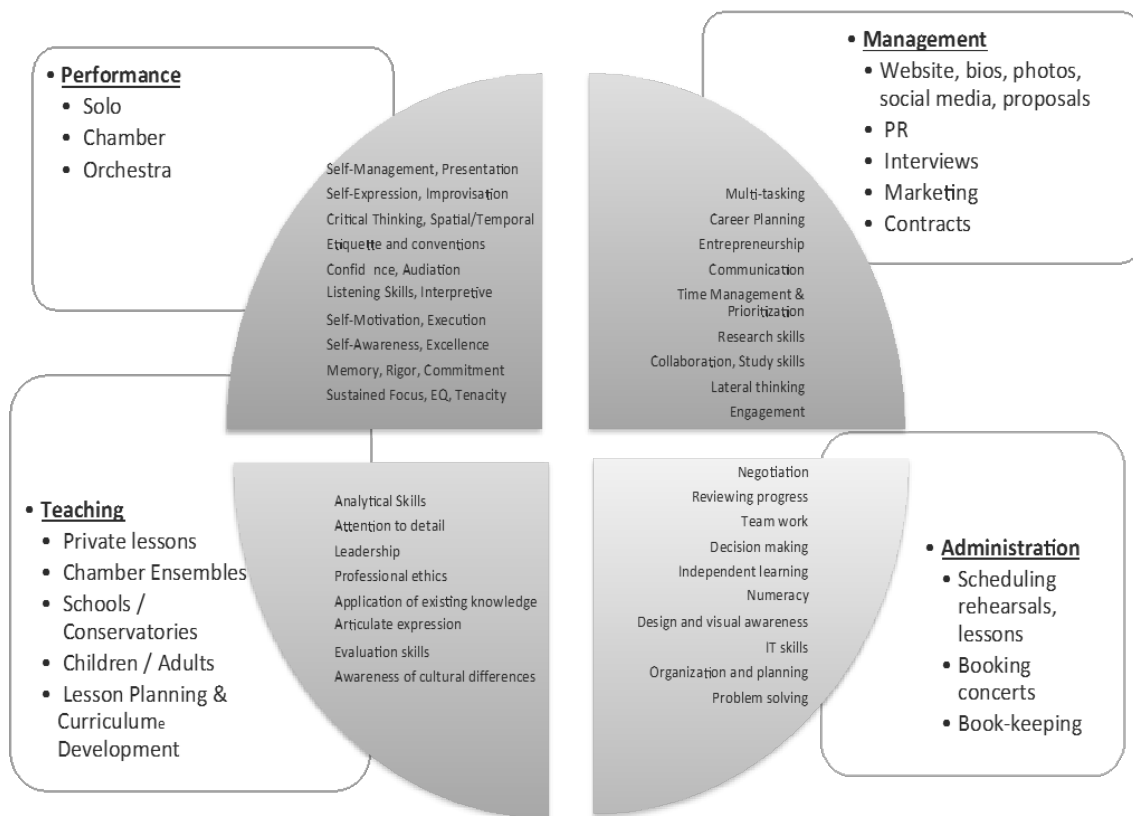 • Performance
• Solo
• Chamber
• Orchestra
Self-Management, Presentation
Self-Expression, Improvisation
Critical Thinking, Spatial/Temporal
Etiquette and conventions
Confid nce, Audiation
Listening Skills, Interpretive
Self-Motivation, Execution
Self-Awareness, Excellence
Memory, Rigor, Commitment
Sustained Focus, EQ, Tenacity
• Management
• Website, bios, photos,
social media, proposals
• PR
• Interviews
• Marketing
• Contracts
Multi-tasking
Career Planning
Entrepreneurship
Communication
Time Management &
Prioritization
Research skills
Collaboration, Study skills
Lateral thinking
Engagement
• Teaching
• Private lessons
• Chamber Ensembles
• Schools /
Conservatories
• Children / Adults
• Lesson Planning &
Curriculume
Development
Analytical Skills
Attention to detail
Leadership
Professional ethics
Application of existing knowledge
Articulate expression
Evaluation skills
Awareness of cultural differences
Negotiation
Reviewing progress
Team work
Decision making
Independent learning
Numeracy
Design and visual awareness
IT skills
Organization and planning
Problem solving
• Administration
• Scheduling
rehearsals,
lessons
• Booking
concerts
• Book-keeping